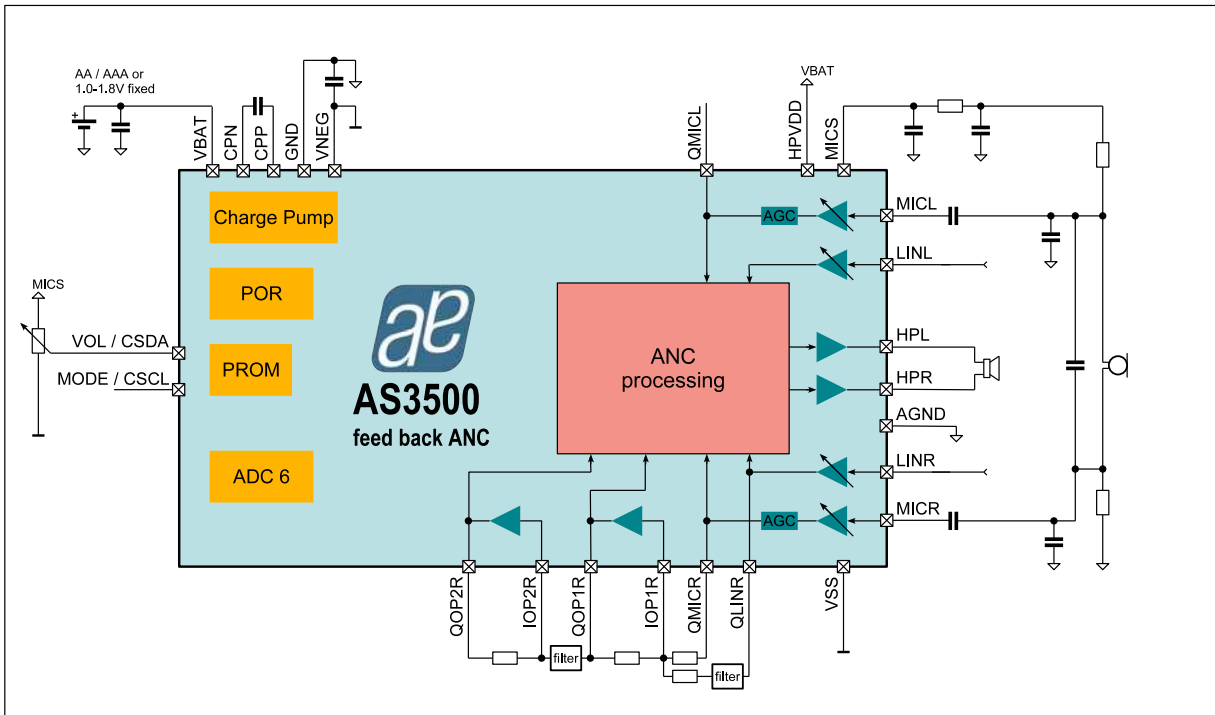 AA / AAA or
1.0-1.8V fixed
VBAT
CPN
CPP
GND
VNEG
QMICL
VBAT
HPVDD
MICS
Charge Pump
POR
PROM
ADC 6
MICS
VOL / CSDA
MODE / CSCL
ae
AS3500
feed back ANC
ANC
processing
AGC
AGC
MICL
LINL
HPL
HPR
AGND
LINR
MICR
QOP2R
IOP2R
QOP1R
IOP1R
QMICR
QLINR
VSS
filter
filter